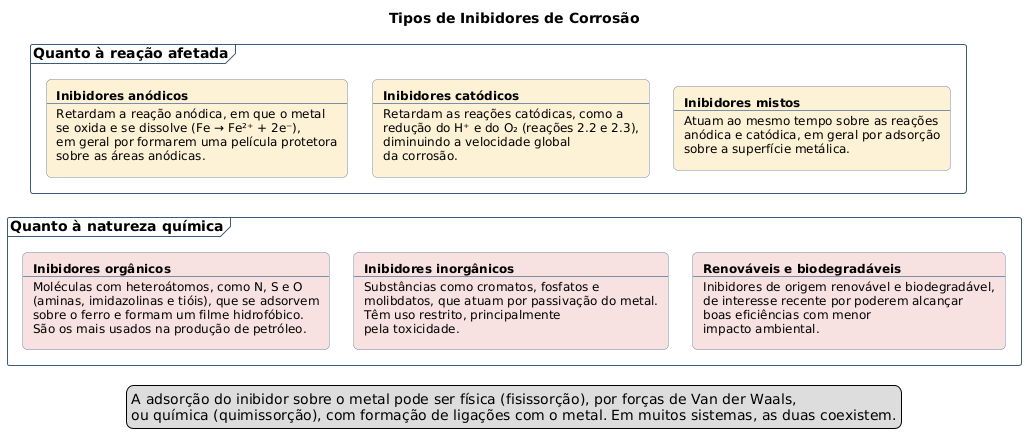 Tipos de Inibidores de Corrosão
Quanto à reação afetada
Inibidores anódicos
Retardam a reação anódica, em que o metal
se oxida e se dissolve (Fe → Fe²⁺ + 2e⁻),
em geral por formarem uma película protetora
sobre as áreas anódicas.
Inibidores catódicos
Retardam as reações catódicas, como a
redução do H⁺ e do O₂ (reações 2.2 e 2.3),
diminuindo a velocidade global
da corrosão.
Inibidores mistos
Atuam ao mesmo tempo sobre as reações
anódica e catódica, em geral por adsorção
sobre a superfície metálica.
Quanto à natureza química
Inibidores orgânicos
Moléculas com heteroátomos, como N, S e O
(aminas, imidazolinas e tióis), que se adsorvem
sobre o ferro e formam um filme hidrofóbico.
São os mais usados na produção de petróleo.
Inibidores inorgânicos
Substâncias como cromatos, fosfatos e
molibdatos, que atuam por passivação do metal.
Têm uso restrito, principalmente
pela toxicidade.
Renováveis e biodegradáveis
Inibidores de origem renovável e biodegradável,
de interesse recente por poderem alcançar
boas eficiências com menor
impacto ambiental.
A adsorção do inibidor sobre o metal pode ser física (fisissorção), por forças de Van der Waals,
ou química (quimissorção), com formação de ligações com o metal. Em muitos sistemas, as duas coexistem.